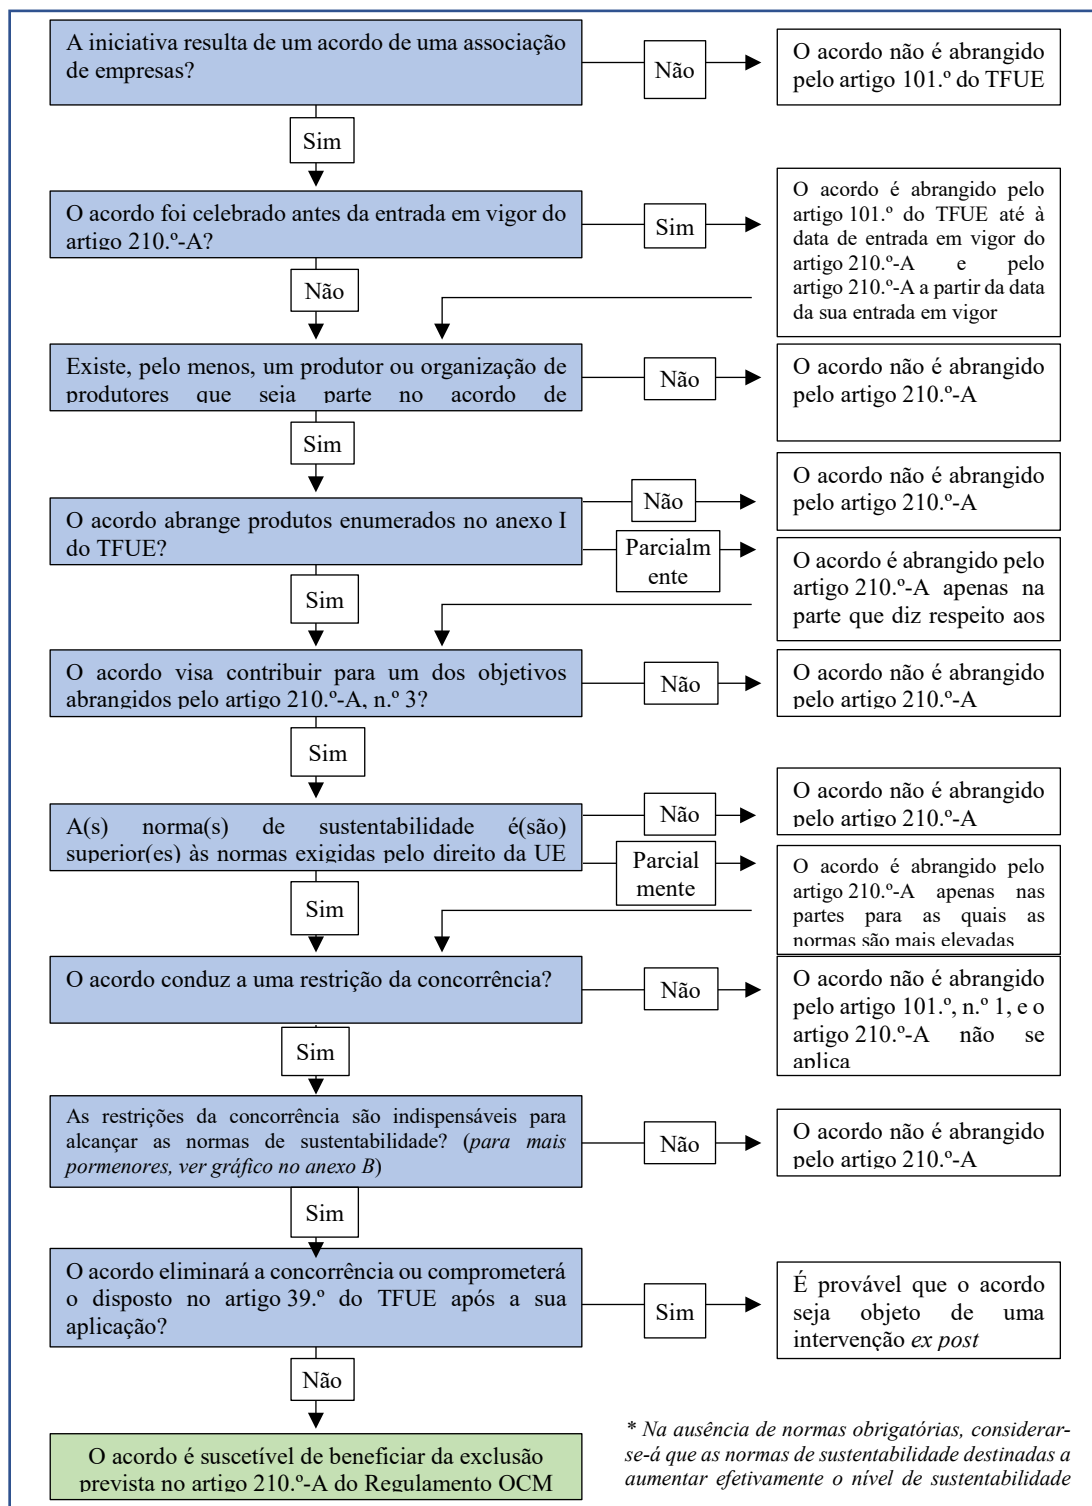 A iniciativa resulta de um acordo de uma associação
de empresas?
Não
O acordo não é abrangido
pelo artigo 101.º do TFUE
Sim
O acordo foi celebrado antes da entrada em vigor do
artigo 210.º-A?
Sim
O acordo é abrangido pelo
artigo 101.º do TFUE até à
data de entrada em vigor do
artigo 210.º-A e pelo
artigo 210.º-A a partir da data
da sua entrada em vigor
Não
Existe, pelo menos, um produtor ou organização de
produtores que seja parte no acordo de
Não
O acordo não é abrangido
pelo artigo 210.º-A
Sim
O acordo abrange produtos enumerados no anexo I
do TFUE?
Não
O acordo não é abrangido
pelo artigo 210.º-A
Parcialm
ente
O acordo é abrangido pelo
artigo 210.º-A apenas na
parte que diz respeito aos
Sim
O acordo visa contribuir para um dos objetivos
abrangidos pelo artigo 210.º-A, n.º 3?
Não
O acordo não é abrangido
pelo artigo 210.º-A
Sim
A(s) norma(s) de sustentabilidade é(são)
superior(es) às normas exigidas pelo direito da UE
Não
O acordo não é abrangido
pelo artigo 210.º-A
Parcial
mente
O acordo é abrangido pelo
artigo 210.º-A apenas nas
partes para as quais as
normas são mais elevadas
Sim
O acordo conduz a uma restrição da concorrência?
Não
O acordo não é abrangido
pelo artigo 101.º, n.º 1, e o
artigo 210.º-A não se
aplica
Sim
As restrições da concorrência são indispensáveis para
alcançar as normas de sustentabilidade? (para mais
pormenores, ver gráfico no anexo B)
Não
O acordo não é abrangido
pelo artigo 210.º-A
Sim
O acordo eliminará a concorrência ou comprometerá
o disposto no artigo 39.º do TFUE após a sua
aplicação?
Sim
É provável que o acordo
seja objeto de uma
intervenção ex post
Não
O acordo é suscetível de beneficiar da exclusão
prevista no artigo 210.º-A do Regulamento OCM
* Na ausência de normas obrigatórias, considerar-
se-á que as normas de sustentabilidade destinadas a
aumentar efetivamente o nível de sustentabilidade